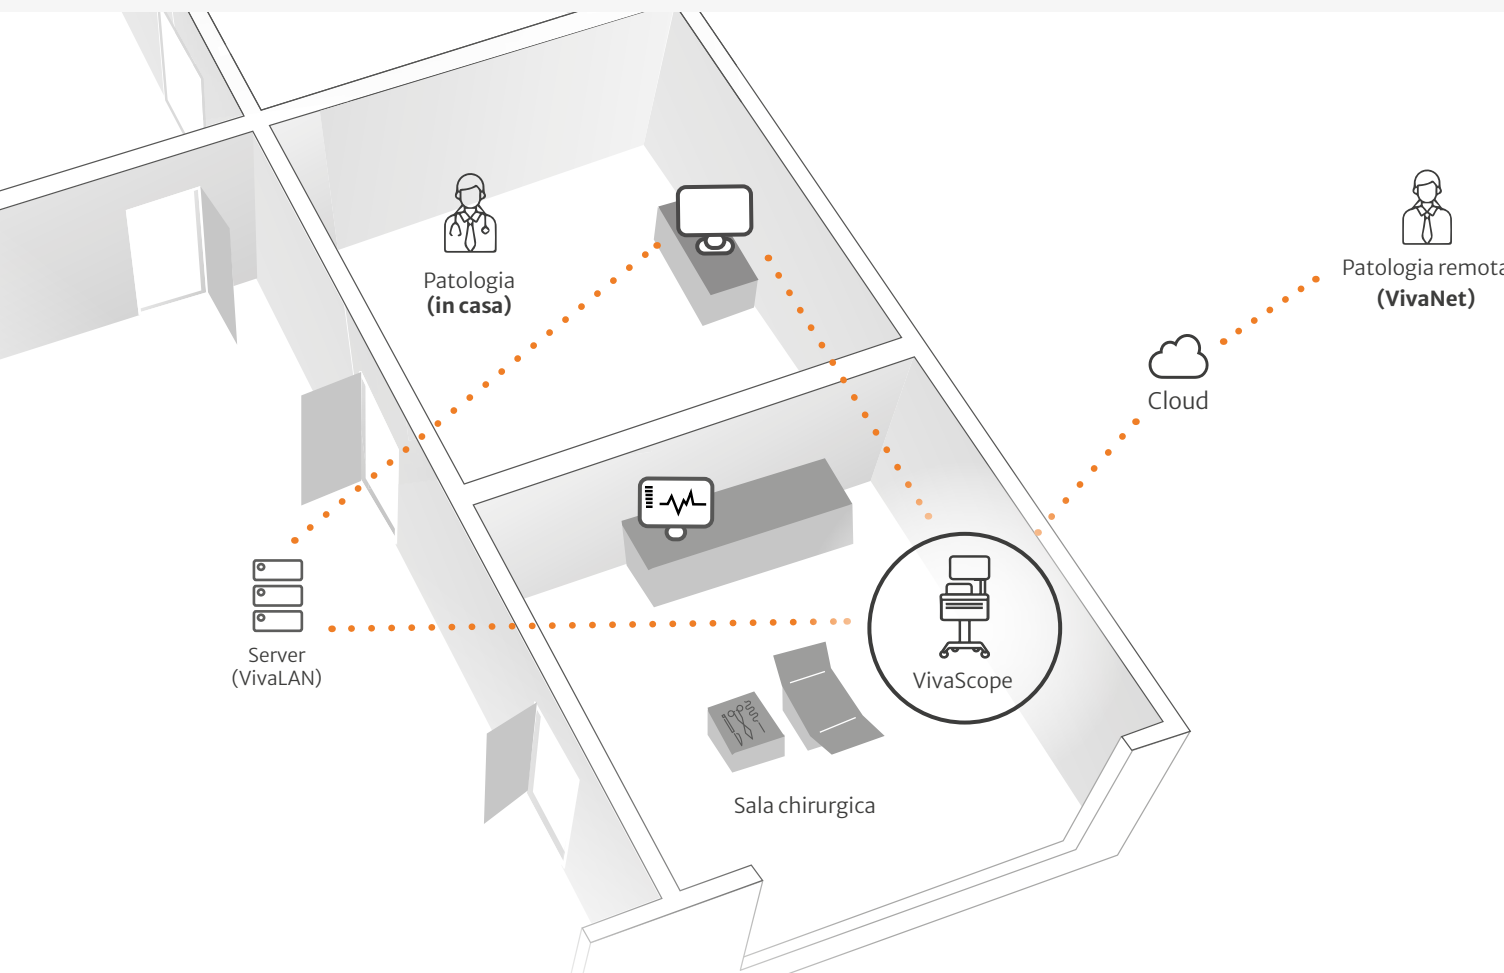 Patologia
(in casa)
Patologia remota
(VivaNet)
Cloud
Server
(VivaLAN)
VivaScope
Sala chirurgica